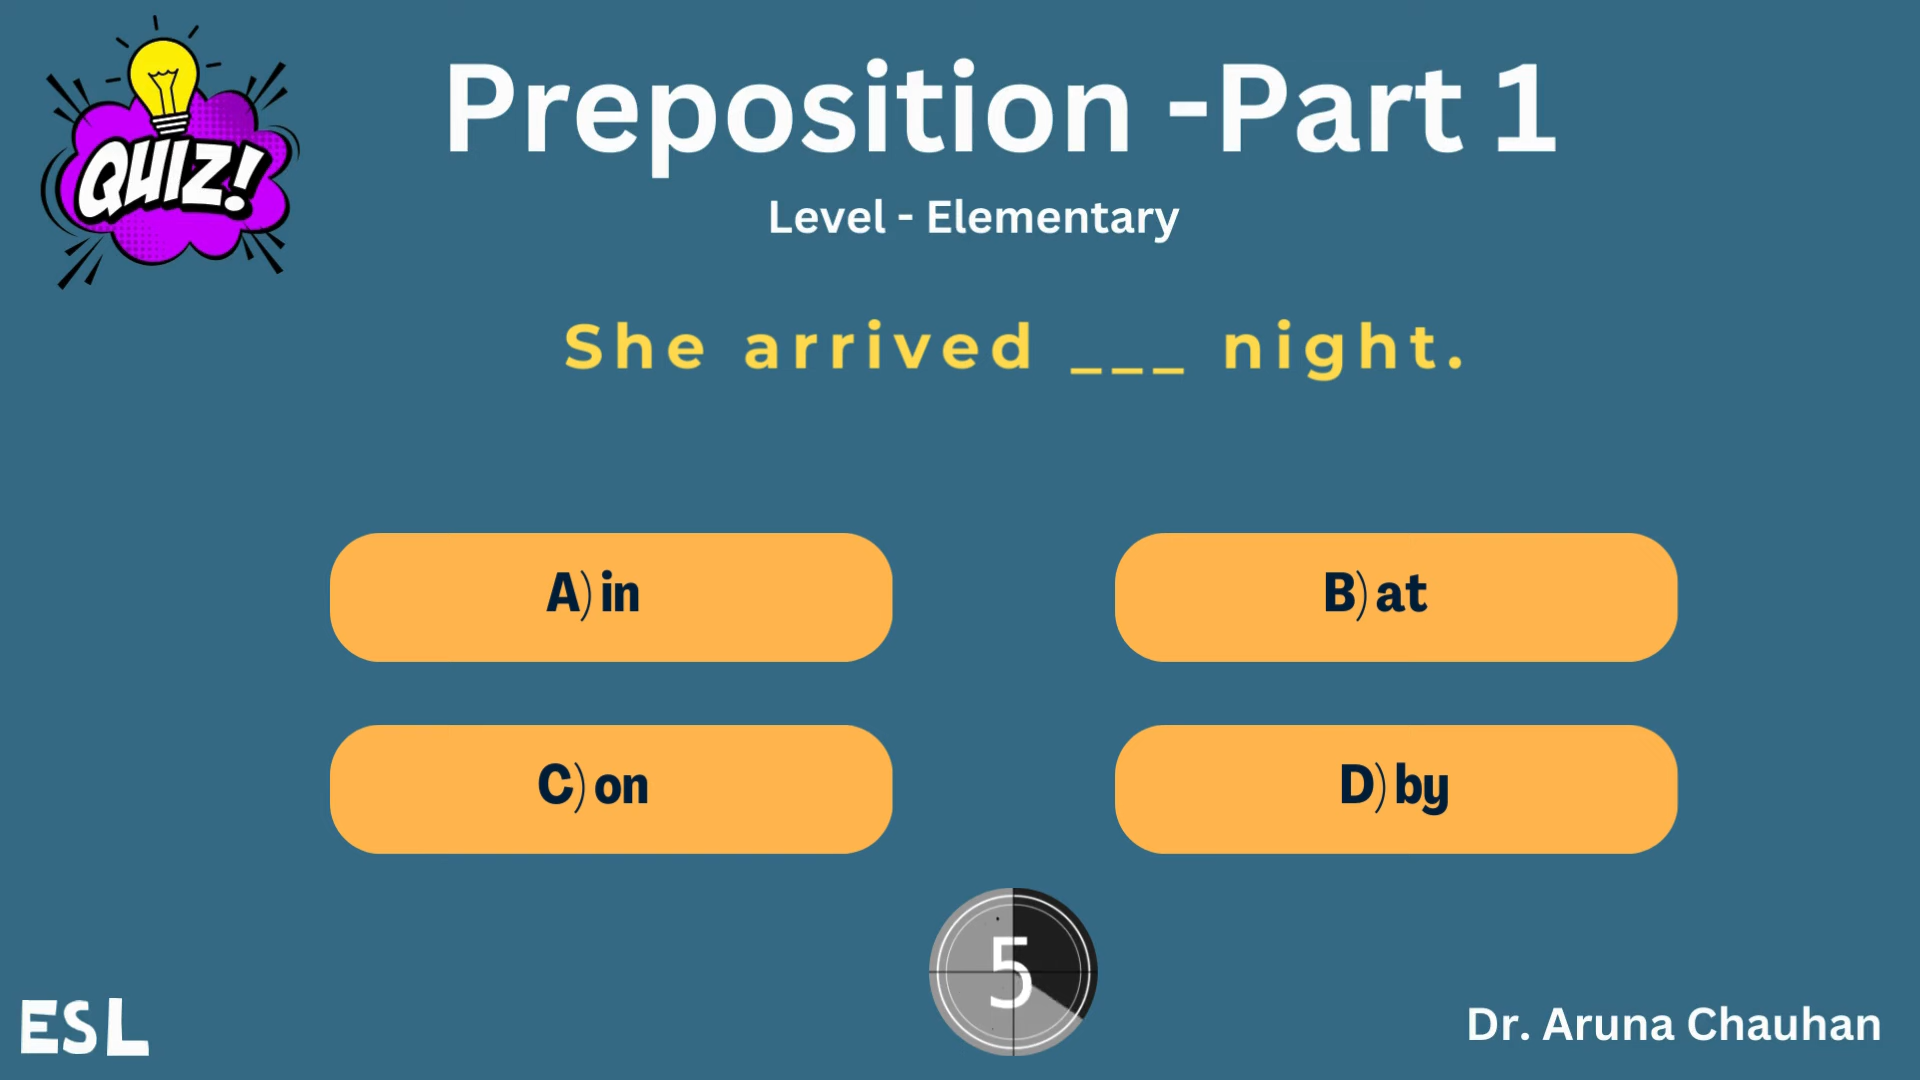 QUIZ!
Preposition -Part 1
Level - Elementary
She arrived ___ night.
A) in
B) at
C) on
D) by
5
ESL
Dr. Aruna Chauhan